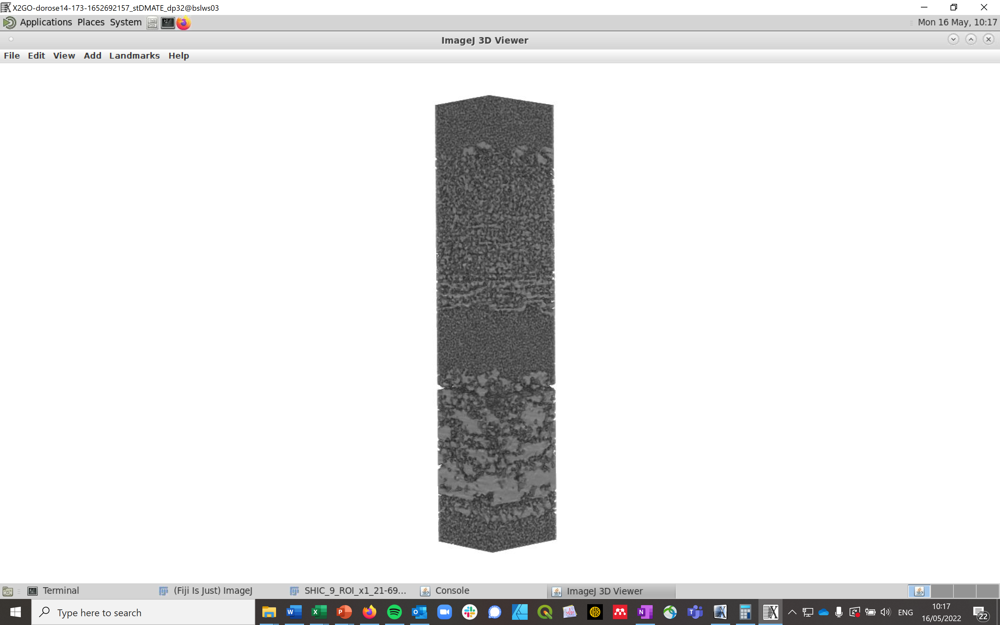 X2GO-dorose14-173-1652692157_stDMATE_dp32@bslws03
Applications Places System
Mon 16 May, 10:17
ImageJ 3D Viewer
File Edit View Add Landmarks Help
Terminal
(Fiji Is Just) ImageJ
SHIC_9_ROI_x1_21-69...
Console
ImageJ 3D Viewer
Type here to search
ENG
10:17
16/05/2022
22